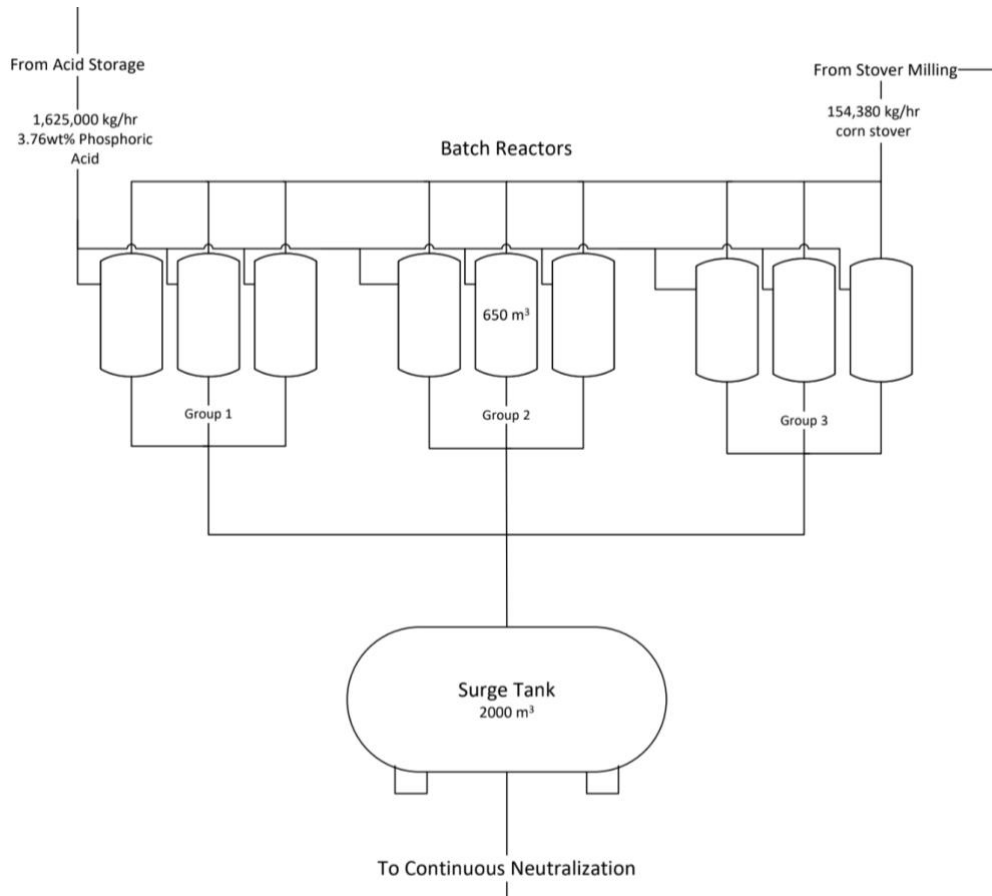 From Acid Storage
1,625,000 kg/hr
3.76wt% Phosphoric
Acid
From Stover Milling
154,380 kg/hr
corn stover
Batch Reactors
650 m³
Group 1
Group 2
Group 3
Surge Tank
2000 m³
To Continuous Neutralization